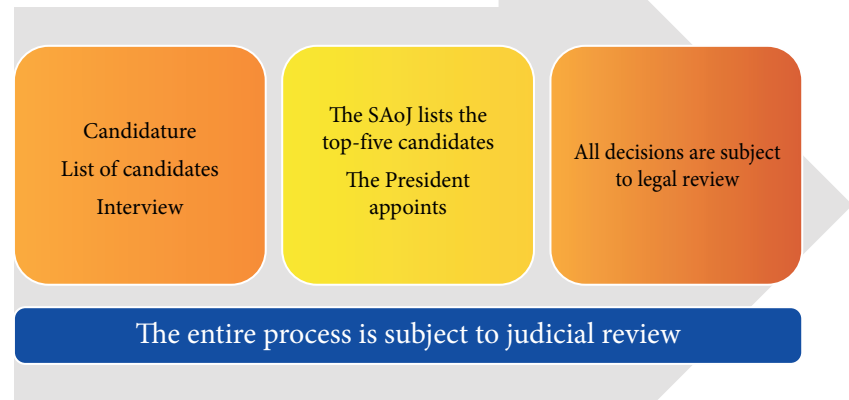 Candidature
List of candidates
Interview
The SAoJ lists the
top-five candidates
The President
appoints
All decisions are subject
to legal review
The entire process is subject to judicial review